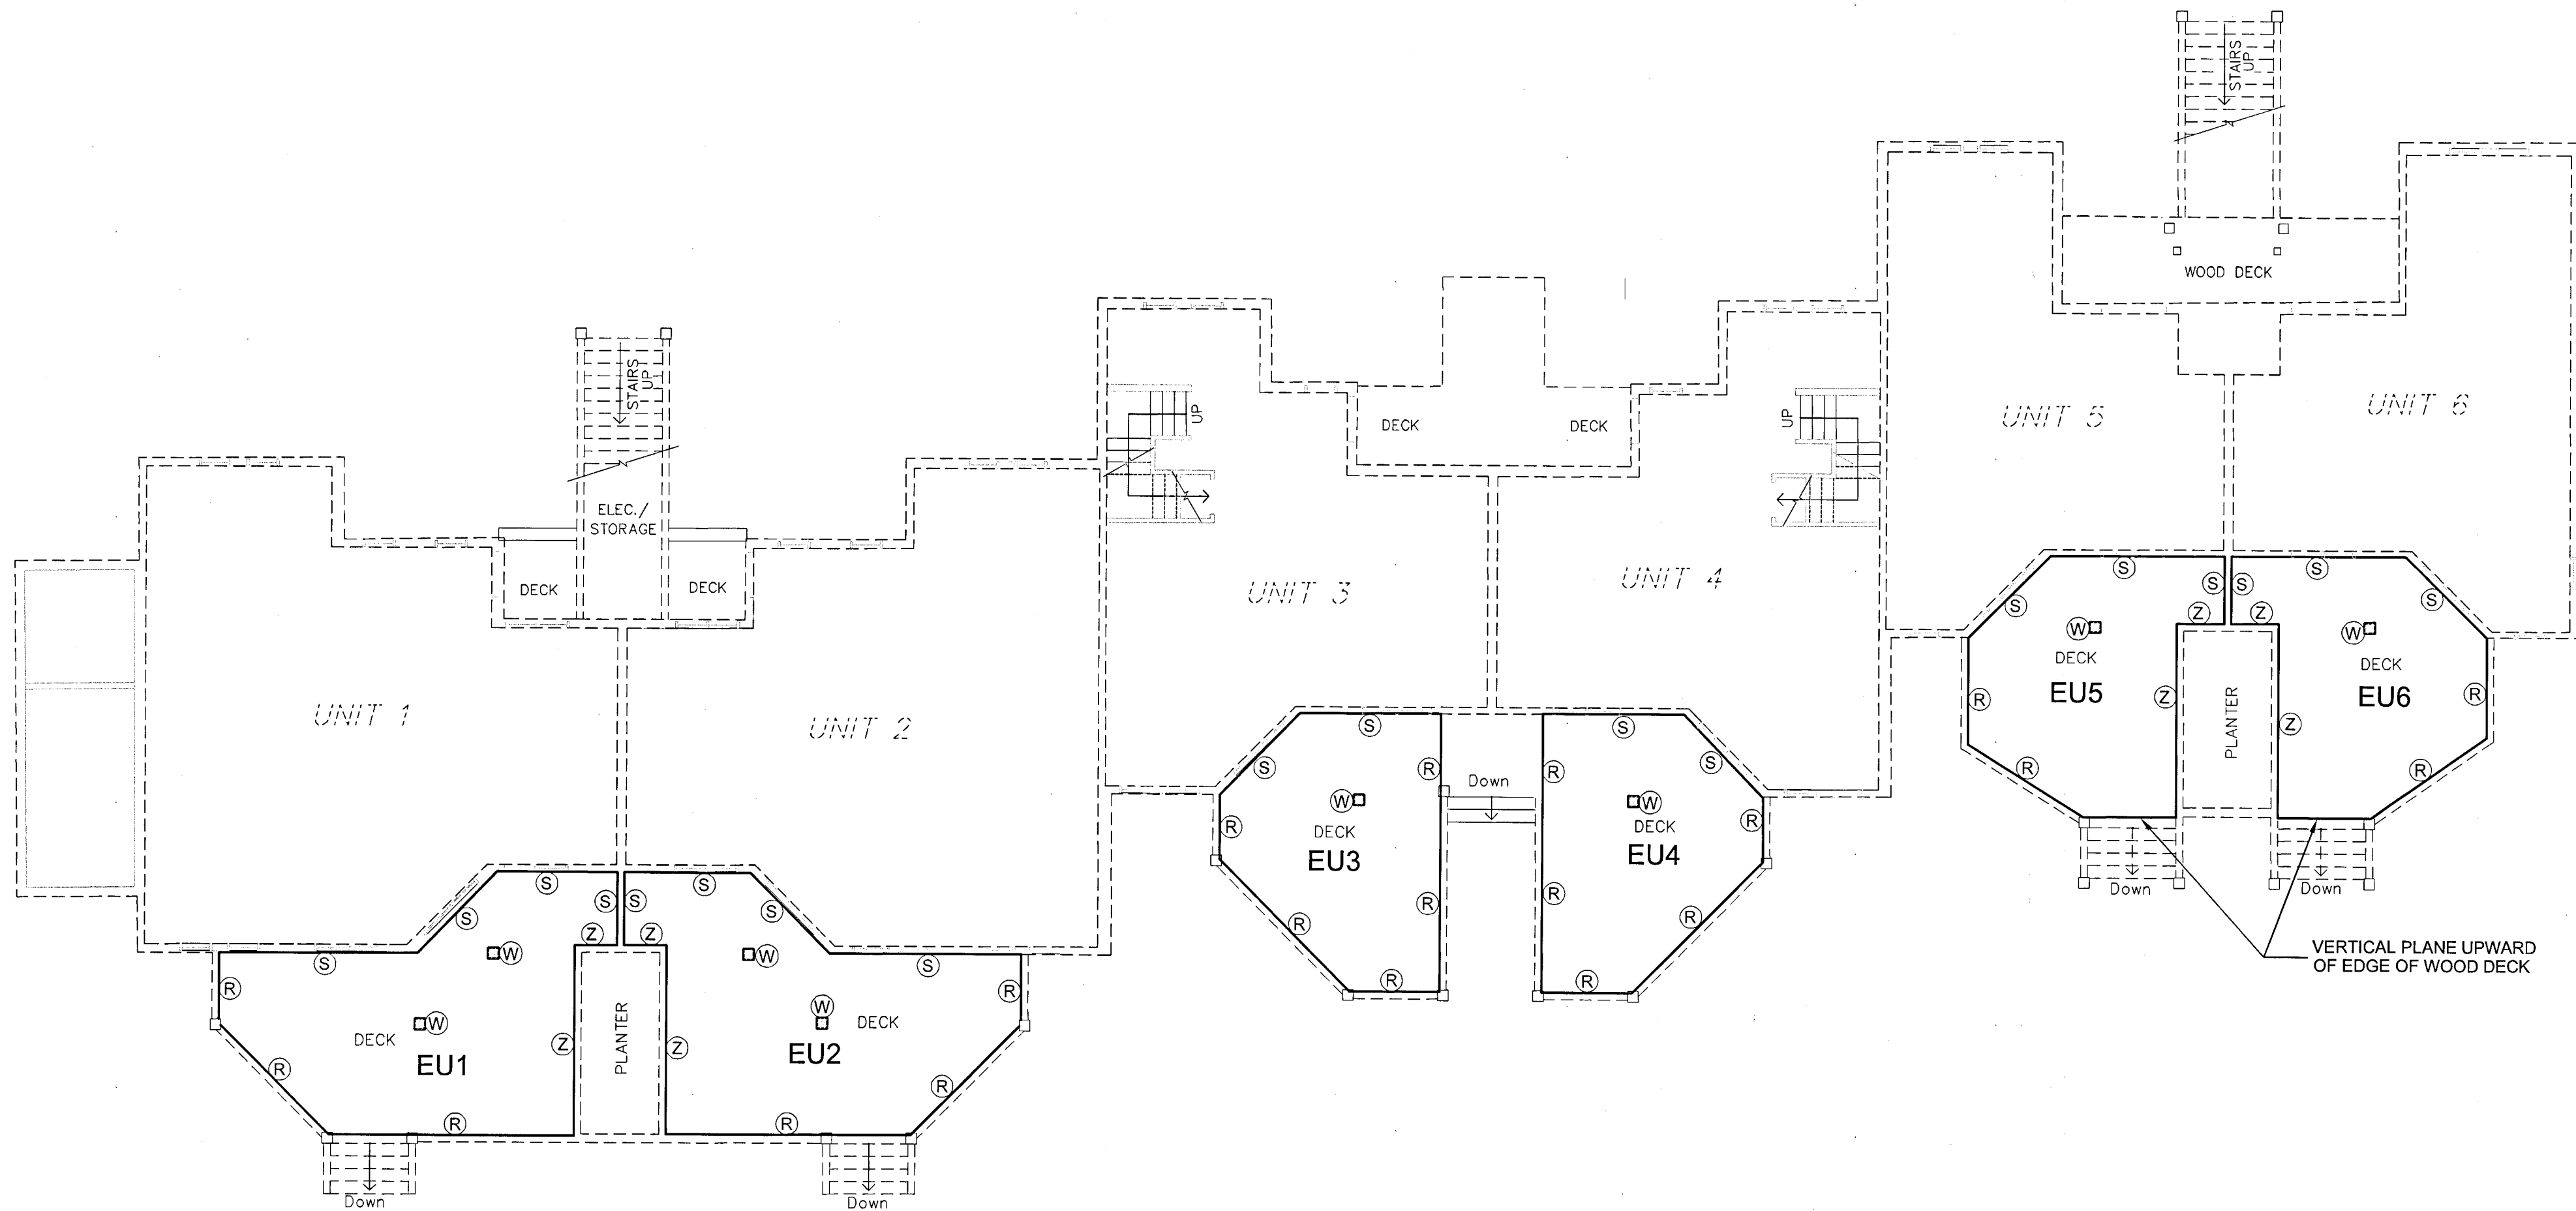 STAIRS
UP
WOOD DECK
UNIT 5
UNIT 6
STAIRS
UP
UP
DECK
DECK
UP
ELEC./
STORAGE
DECK
DECK
UNIT 3
UNIT 4
UNIT 1
UNIT 2
S
S
S
S
S
S
Z
Z
W
W
DECK
DECK
EU5
EU6
R
Z
PLANTER
Z
R
R
R
Down
Down
VERTICAL PLANE UPWARD
OF EDGE OF WOOD DECK
S
S
S
S
R
R
Down
W
W
R
DECK
DECK
R
EU3
EU4
R
R
R
R
R
R
S
S
S
S
S
S
Z
Z
S
W
W
S
R
R
W
W
DECK
DECK
EU1
EU2
Z
PLANTER
Z
R
R
R
R
Down
Down